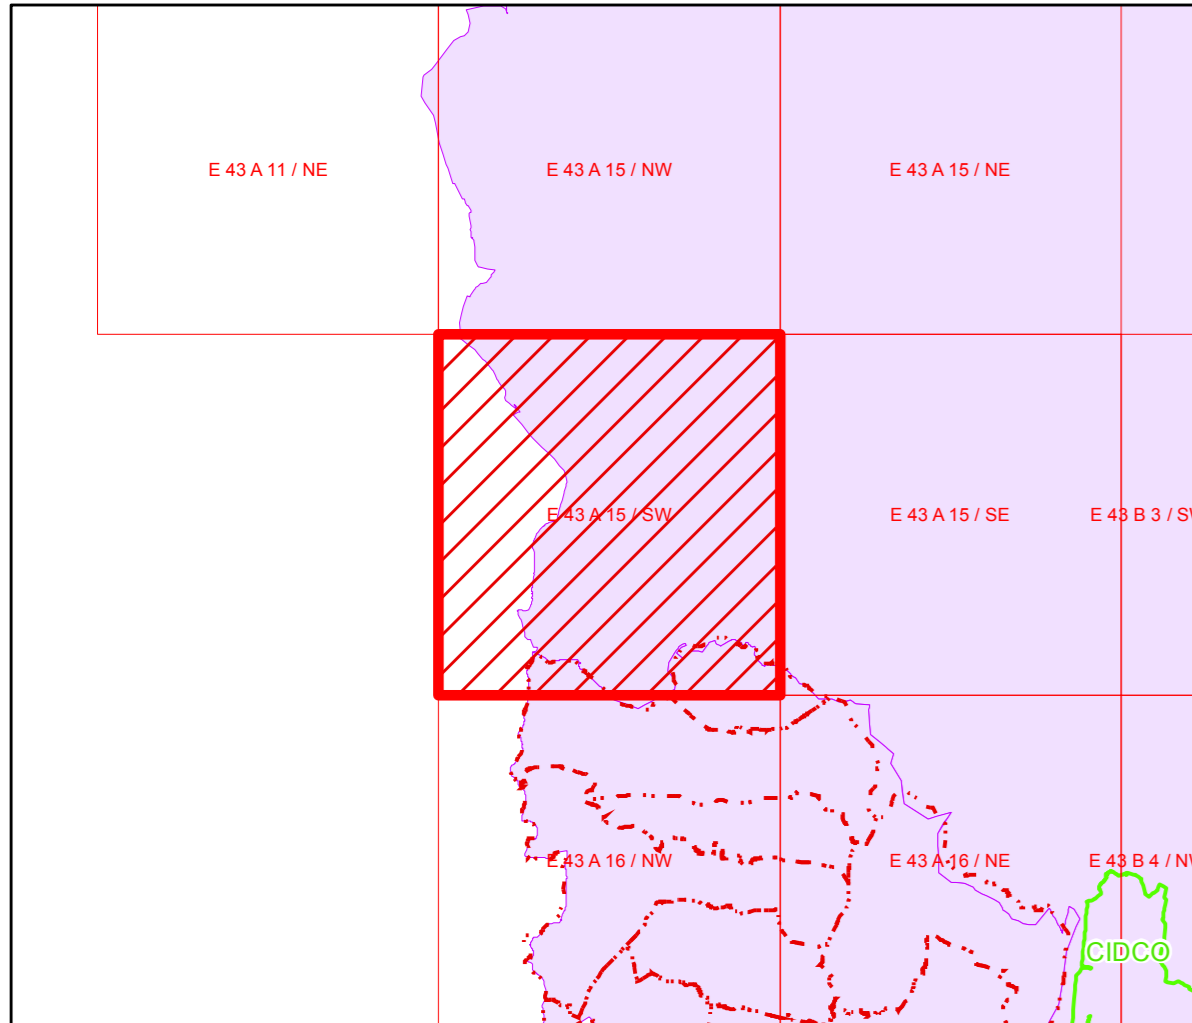 E 43 A 11 / NE
E 43 A 15 / NW
E 43 A 15 / NE
E 43 A 15 / SW
E 43 A 15 / SE
E 43 B 3 / SW
E 43 A 16 / NW
E 43 A 16 / NE
E 43 B 4 / NW
CIDCO